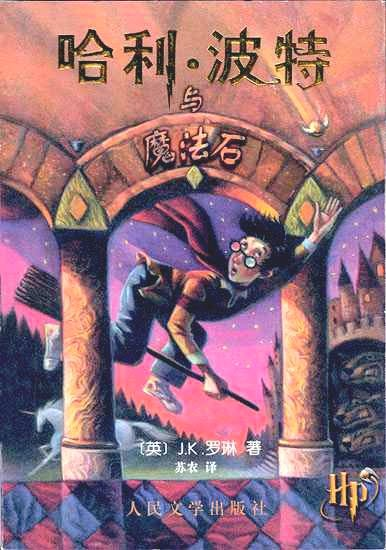 哈利·波特
与
魔法石
〔英〕 J.K.罗琳 著
苏农 译
HP
人民文学出版社